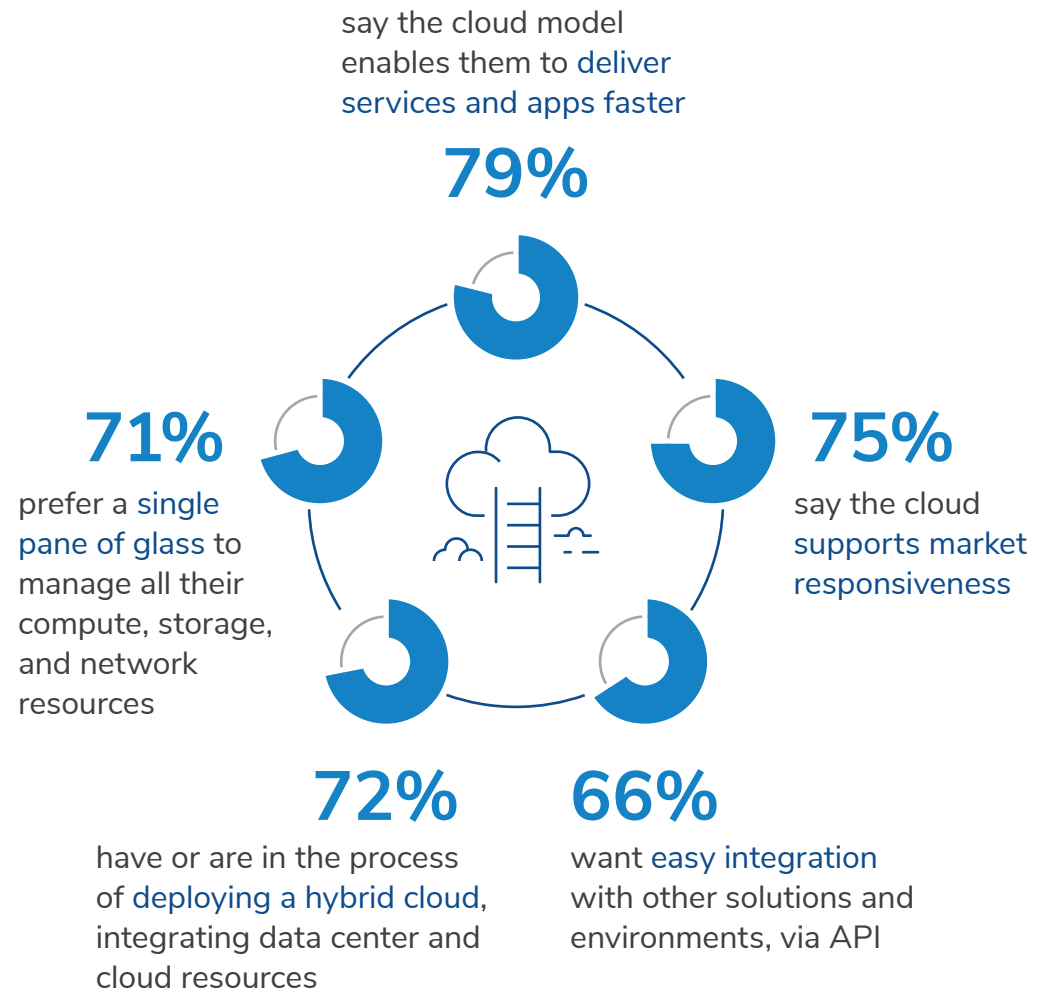 say the cloud model
enables them to deliver
services and apps faster
79%
75%
say the cloud
supports market
responsiveness
66%
want easy integration
with other solutions and
environments, via API
72%
have or are in the process
of deploying a hybrid cloud,
integrating data center and
cloud resources
71%
prefer a single
pane of glass to
manage all their
compute, storage,
and network
resources